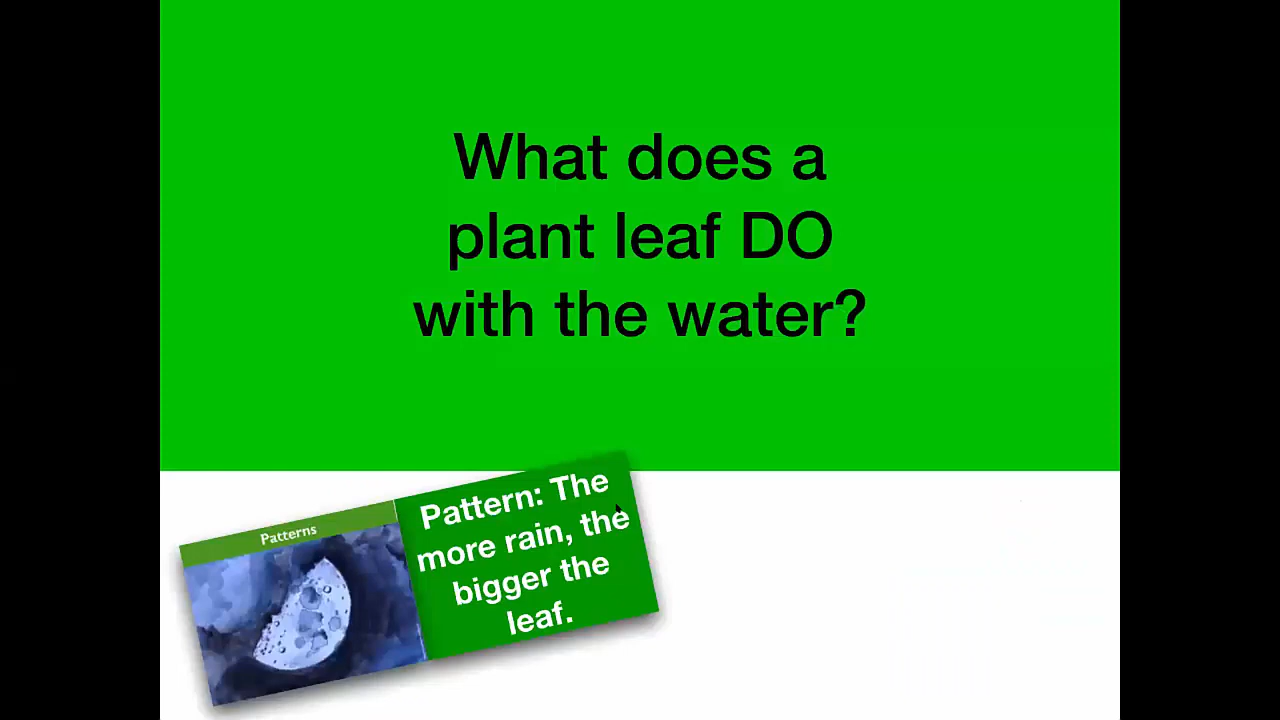 What does a
plant leaf DO
with the water?
Patterns
Pattern: The
more rain, the
bigger the
leaf.